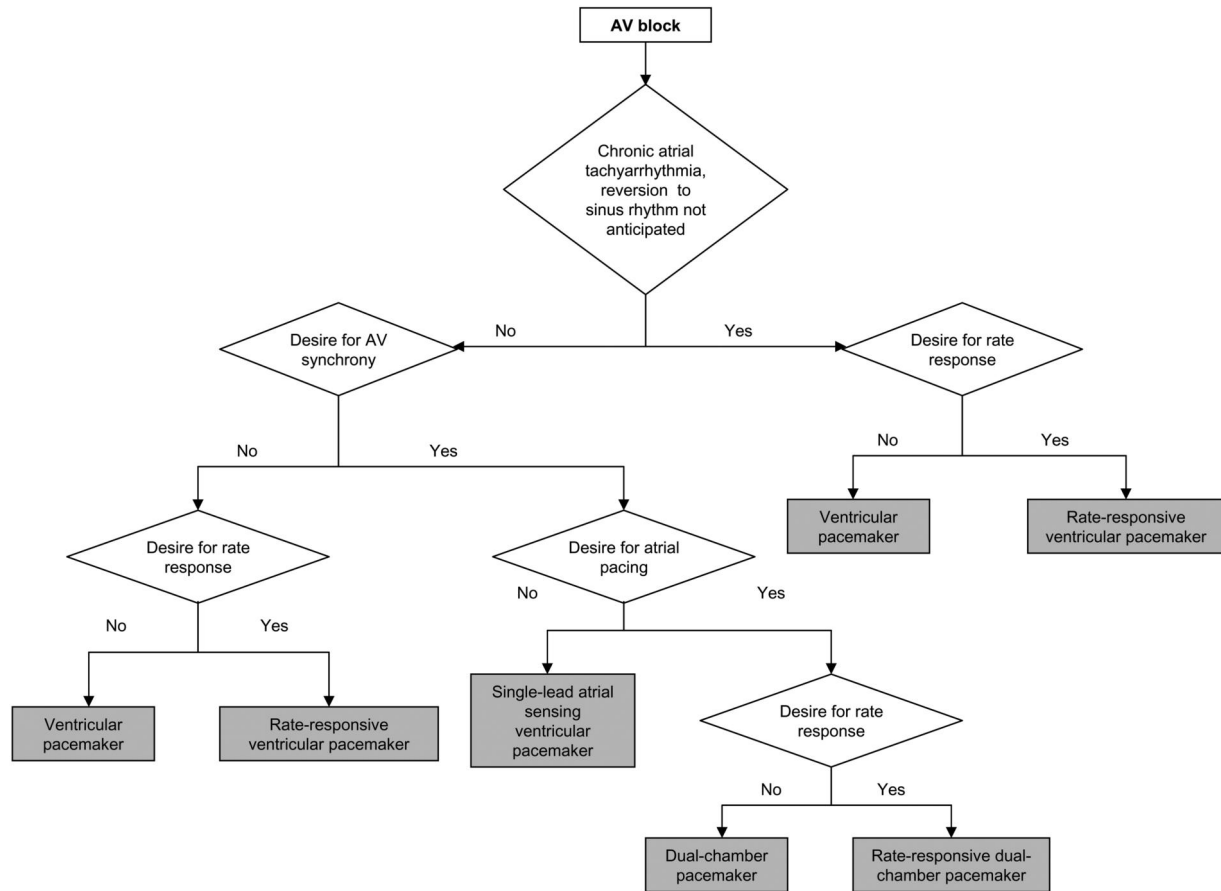 AV block
Chronic atrial
tachyarrhythmia,
reversion to
sinus rhythm not
anticipated
No
Yes
Desire for AV
synchrony
Desire for rate
response
No
Yes
No
Yes
Ventricular
pacemaker
Rate-responsive
ventricular pacemaker
Desire for rate
response
Desire for atrial
pacing
No
Yes
No
Yes
Ventricular
pacemaker
Rate-responsive
ventricular pacemaker
Single-lead atrial
sensing
ventricular
pacemaker
Desire for rate
response
No
Yes
Dual-chamber
pacemaker
Rate-responsive dual-
chamber pacemaker